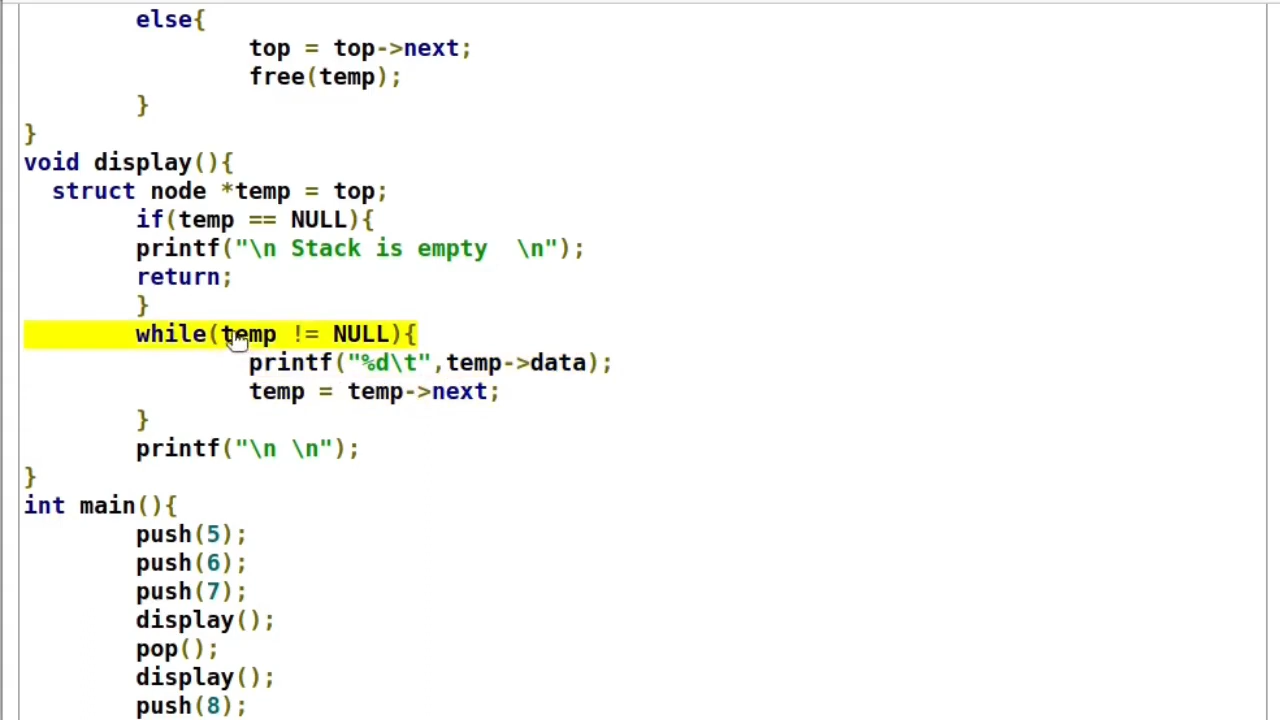 else{
top = top->next;
free(temp);
}
}
void display(){
struct node *temp = top;
if(temp == NULL){
printf("\n Stack is empty  \n");
return;
}
while(temp != NULL){
printf("%d\t",temp->data);
temp = temp->next;
}
printf("\n \n");
}
int main(){
push(5);
push(6);
push(7);
display();
pop();
display();
push(8);